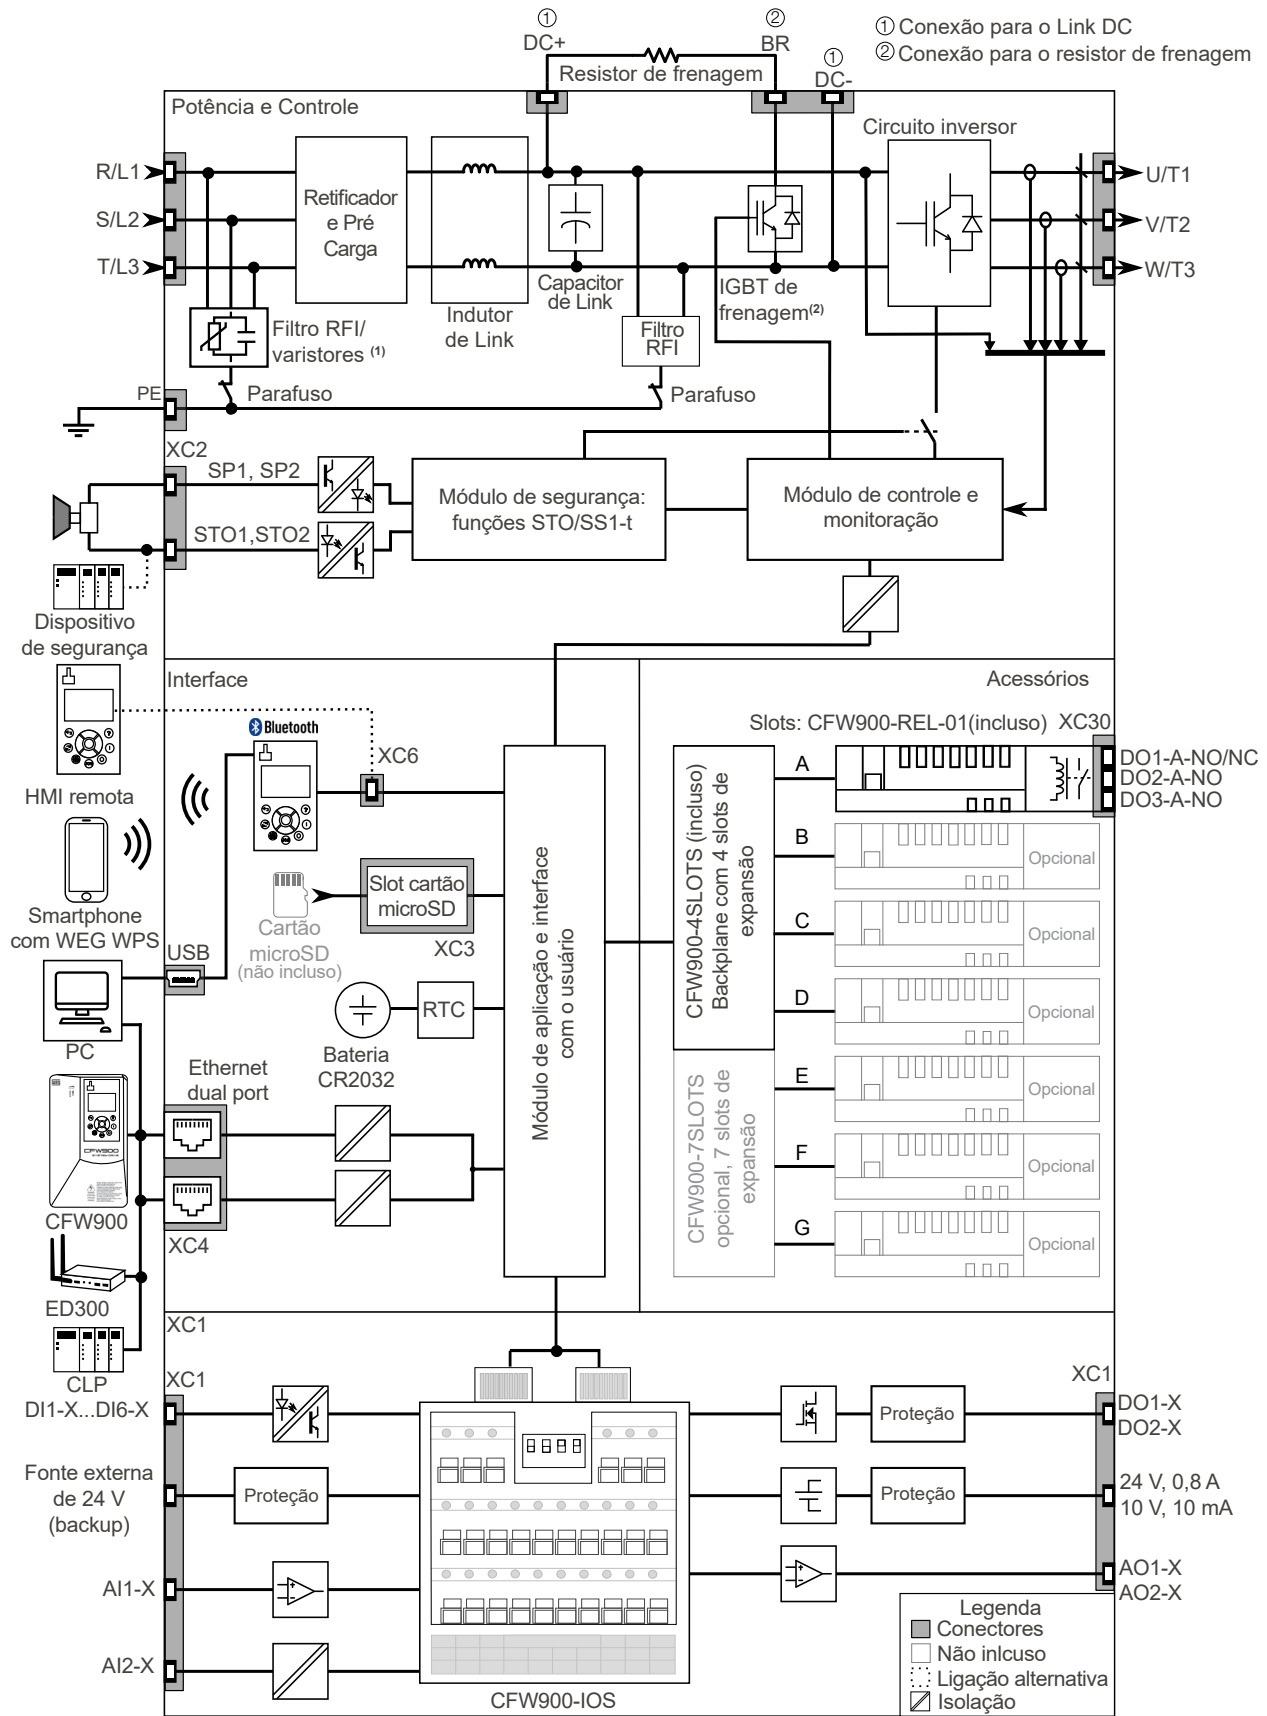 ①
DC+
②
BR
①
DC-
① Conexão para o Link DC
② Conexão para o resistor de frenagem
Resistor de frenagem
Potência e Controle
Circuito inversor
R/L1
S/L2
T/L3
Retificador
e Pré
Carga
U/T1
V/T2
W/T3
Capacitor
de Link
Indutor
de Link
IGBT de
frenagem(2)
Filtro RFI/
varistores (1)
Filtro
RFI
PE
Parafuso
Parafuso
XC2
SP1, SP2
STO1,STO2
Módulo de segurança:
funções STO/SS1-t
Módulo de controle e
monitoração
Dispositivo
de segurança
Interface
Acessórios
Bluetooth
XC6
HMI remota
Slots: CFW900-REL-01(incluso)
XC30
A
DO1-A-NO/NC
DO2-A-NO
DO3-A-NO
B
Opcional
C
Opcional
D
Opcional
E
Opcional
F
Opcional
G
Opcional
CFW900-4SLOTS (incluso)
Backplane com 4 slots de
expansão
CFW900-7SLOTS
opcional, 7 slots de
expansão
Módulo de aplicação e interface
com o usuário
Smartphone
com WEG WPS
Slot cartão
microSD
XC3
Cartão
microSD
(não incluso)
USB
PC
RTC
Bateria
CR2032
Ethernet
dual port
CFW900
CFW900
XC4
ED300
CLP
XC1
XC1
DI1-X...DI6-X
Fonte externa
de 24 V
(backup)
Proteção
AI1-X
AI2-X
CFW900-IOS
XC1
Proteção
DO1-X
DO2-X
Proteção
24 V, 0,8 A
10 V, 10 mA
AO1-X
AO2-X
Legenda
Conectores
Não inlcuso
Ligação alternativa
Isolação